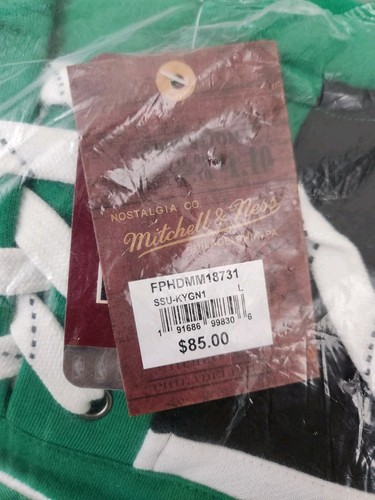 NOSTALGIA CO.
Mitchell & Ness
FPHDMM18731
SSU-KYGN1 L
1 91686 99830 6
$85.00